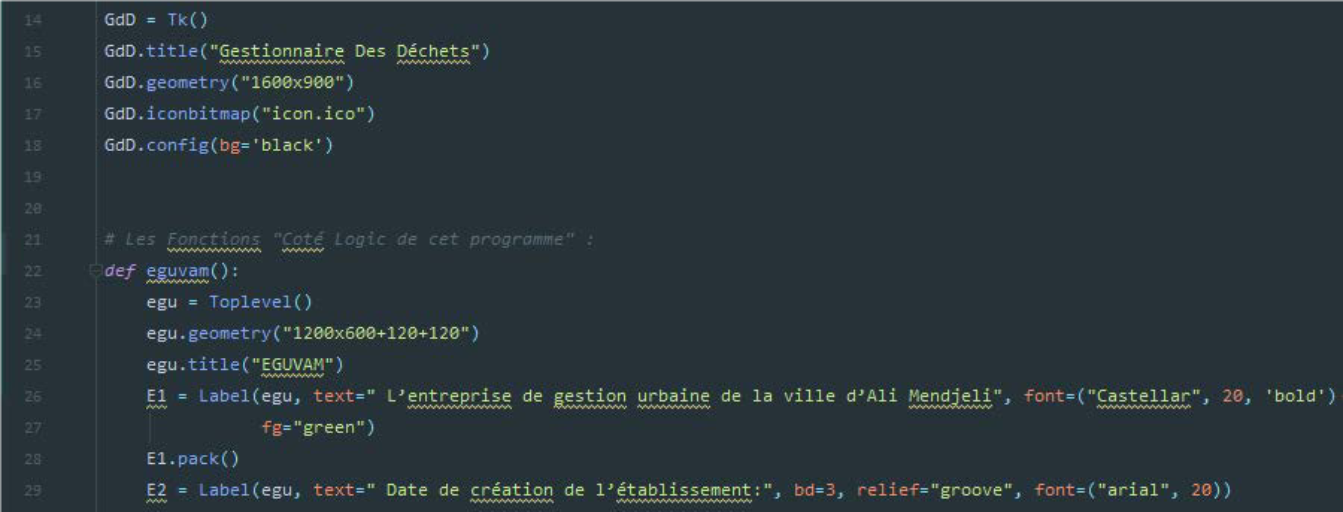 14 GdD = Tk()
15 GdD.title("Gestionnaire Des Déchets")
16 GdD.geometry("1600x900")
17 GdD.iconbitmap("icon.ico")
18 GdD.config(bg='black')
19
20
21 # Les Fonctions "Coté Logic de cet programme" :
22 def eguvam():
23 egu = Toplevel()
24 egu.geometry("1200x600+120+120")
25 egu.title("EGUVAM")
26 E1 = Label(egu, text=" L’entreprise de gestion urbaine de la ville d’Ali Mendjeli", font=("Castellar", 20, 'bold')
27 fg="green")
28 E1.pack()
29 E2 = Label(egu, text=" Date de création de l’établissement:", bd=3, relief="groove", font=("arial", 20))